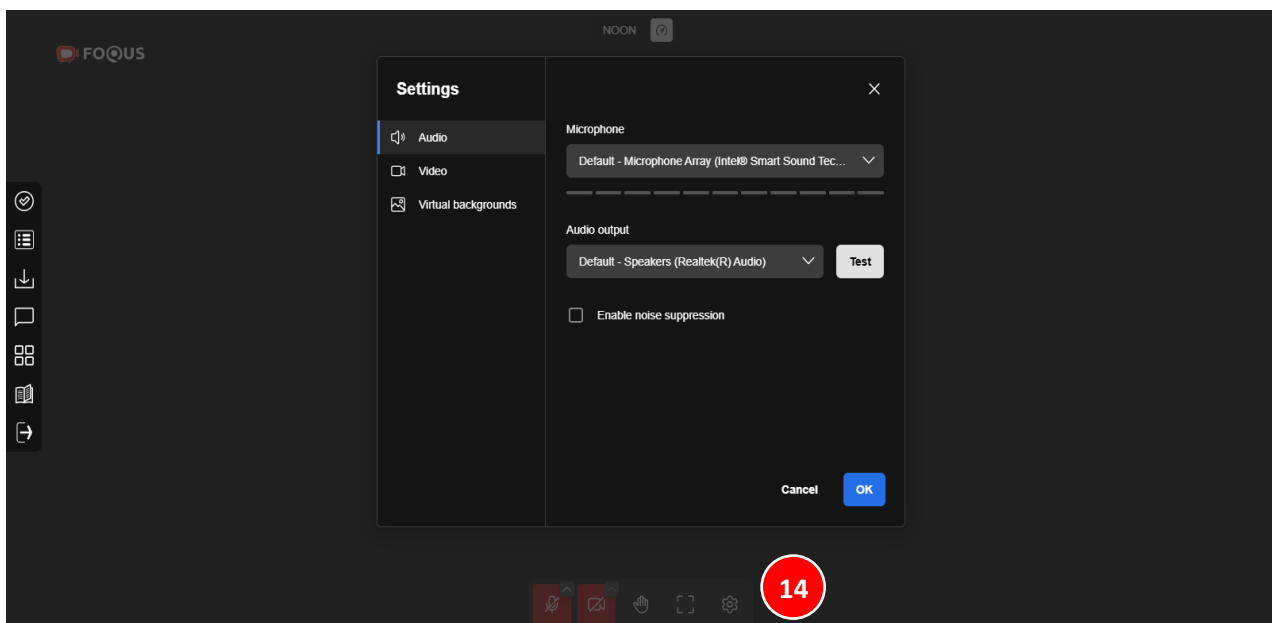 NOON
FOQUS
Settings
Audio
Video
Virtual backgrounds
Microphone
Default - Microphone Array (Intel® Smart Sound Tec...
Audio output
Default - Speakers (Realtek(R) Audio)
Test
Enable noise suppression
Cancel
OK
14